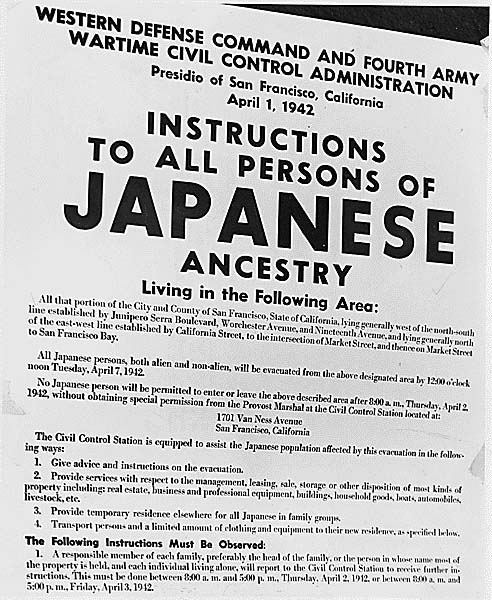 WESTERN DEFENSE COMMAND AND FOURTH ARMY
WARTIME CIVIL CONTROL ADMINISTRATION
Presidio of San Francisco, California
April 1, 1942
INSTRUCTIONS
TO ALL PERSONS OF
JAPANESE
ANCESTRY
Living in the Following Area:
All that portion of the City and County of San Francisco, State of California, lying generally west of the north-south
line established by Junipero Serra Boulevard, Worchester Avenue, and Nineteenth Avenue, and lying generally north
of the east-west line established by California Street, to the intersection of Market Street, and thence on Market Street
to San Francisco Bay.
All Japanese persons, both alien and non-alien, will be evacuated from the above designated area by 12:00 o'clock
noon Tuesday, April 7, 1942.
No Japanese person will be permitted to enter or leave the above described area after 8:00 a. m., Thursday, April 2,
1942, without obtaining special permission from the Provost Marshal at the Civil Control Station located at:
1701 Van Ness Avenue
San Francisco, California
The Civil Control Station is equipped to assist the Japanese population affected by this evacuation in the follow-
ing ways:
1. Give advice and instructions on the evacuation.
2. Provide services with respect to the management, leasing, sale, storage or other disposition of most kinds of
property including: real estate, business and professional equipment, buildings, household goods, boats, automobiles,
livestock, etc.
3. Provide temporary residence elsewhere for all Japanese in family groups.
4. Transport persons and a limited amount of clothing and equipment to their new residence, as specified below.
The Following Instructions Must Be Observed:
1. A responsible member of each family, preferably the head of the family, or the person in whose name most of
the property is held, and each individual living alone, will report to the Civil Control Station to receive further in-
structions. This must be done between 8:00 a. m. and 5:00 p. m., Thursday, April 2, 1942, or between 8:00 a. m. and
5:00 p. m., Friday, April 3, 1942.